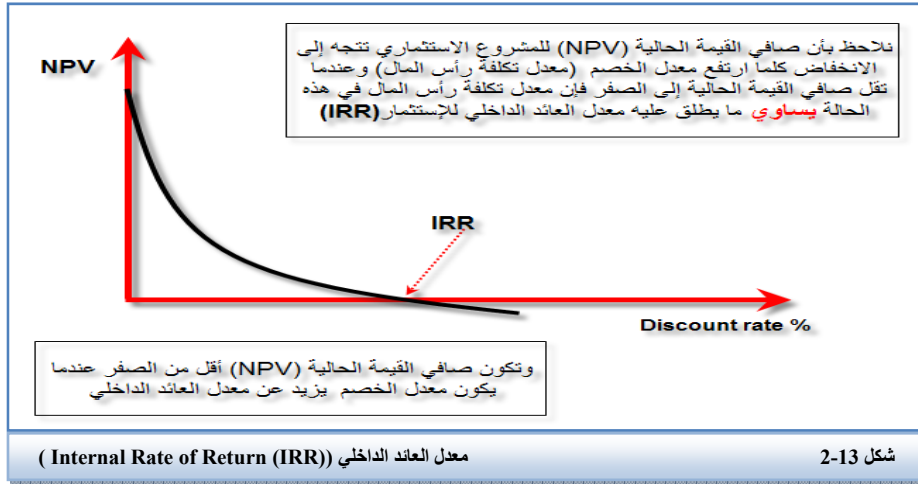 نلاحظ بأن صافي القيمة الحالية (NPV) للمشروع الاستثماري تتجه إلى
الانخفاض كلما ارتفع معدل الخصم (معدل تكلفة رأس المال) وعندما
تقل صافي القيمة الحالية إلى الصفر فإن معدل تكلفة رأس المال في هذه
الحالة يساوي ما يطلق عليه معدل العائد الداخلي للإستثمار(IRR)
NPV
IRR
Discount rate %
وتكون صافي القيمة الحالية (NPV) أقل من الصفر عندما
يكون معدل الخصم يزيد عن معدل العائد الداخلي
شكل 13-2
معدل العائد الداخلي ((Internal Rate of Return (IRR )